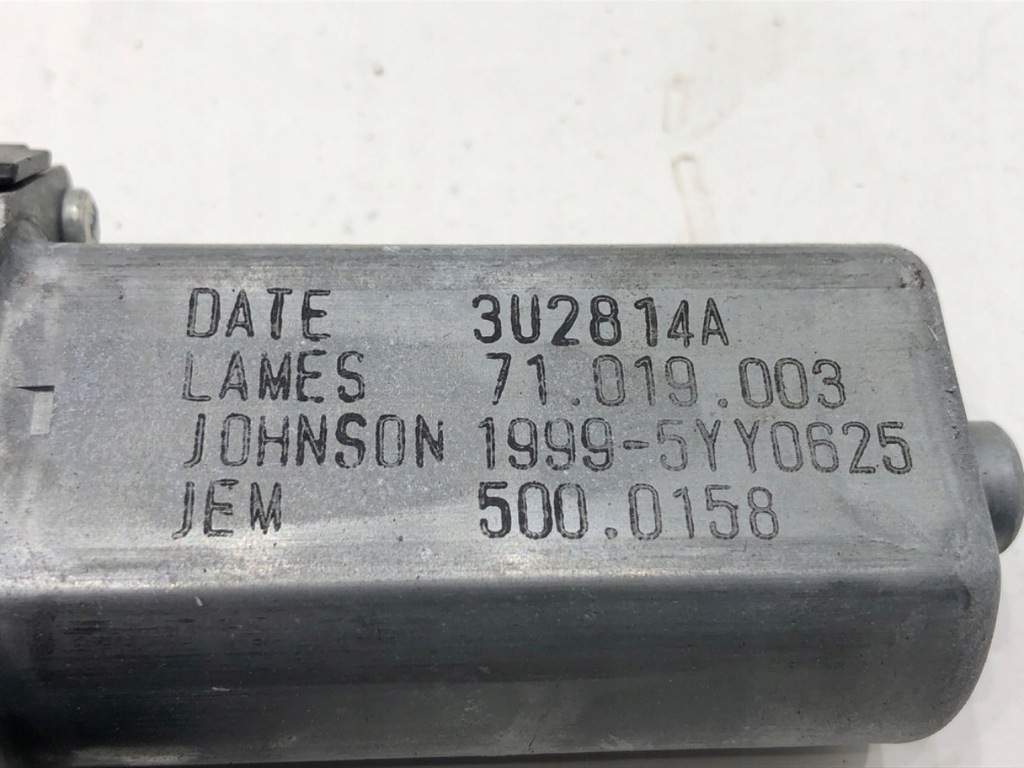 DATE 3U2814A
LAMES 71.019.003
JOHNSON 1999-5YY0625
JEM 500.0158